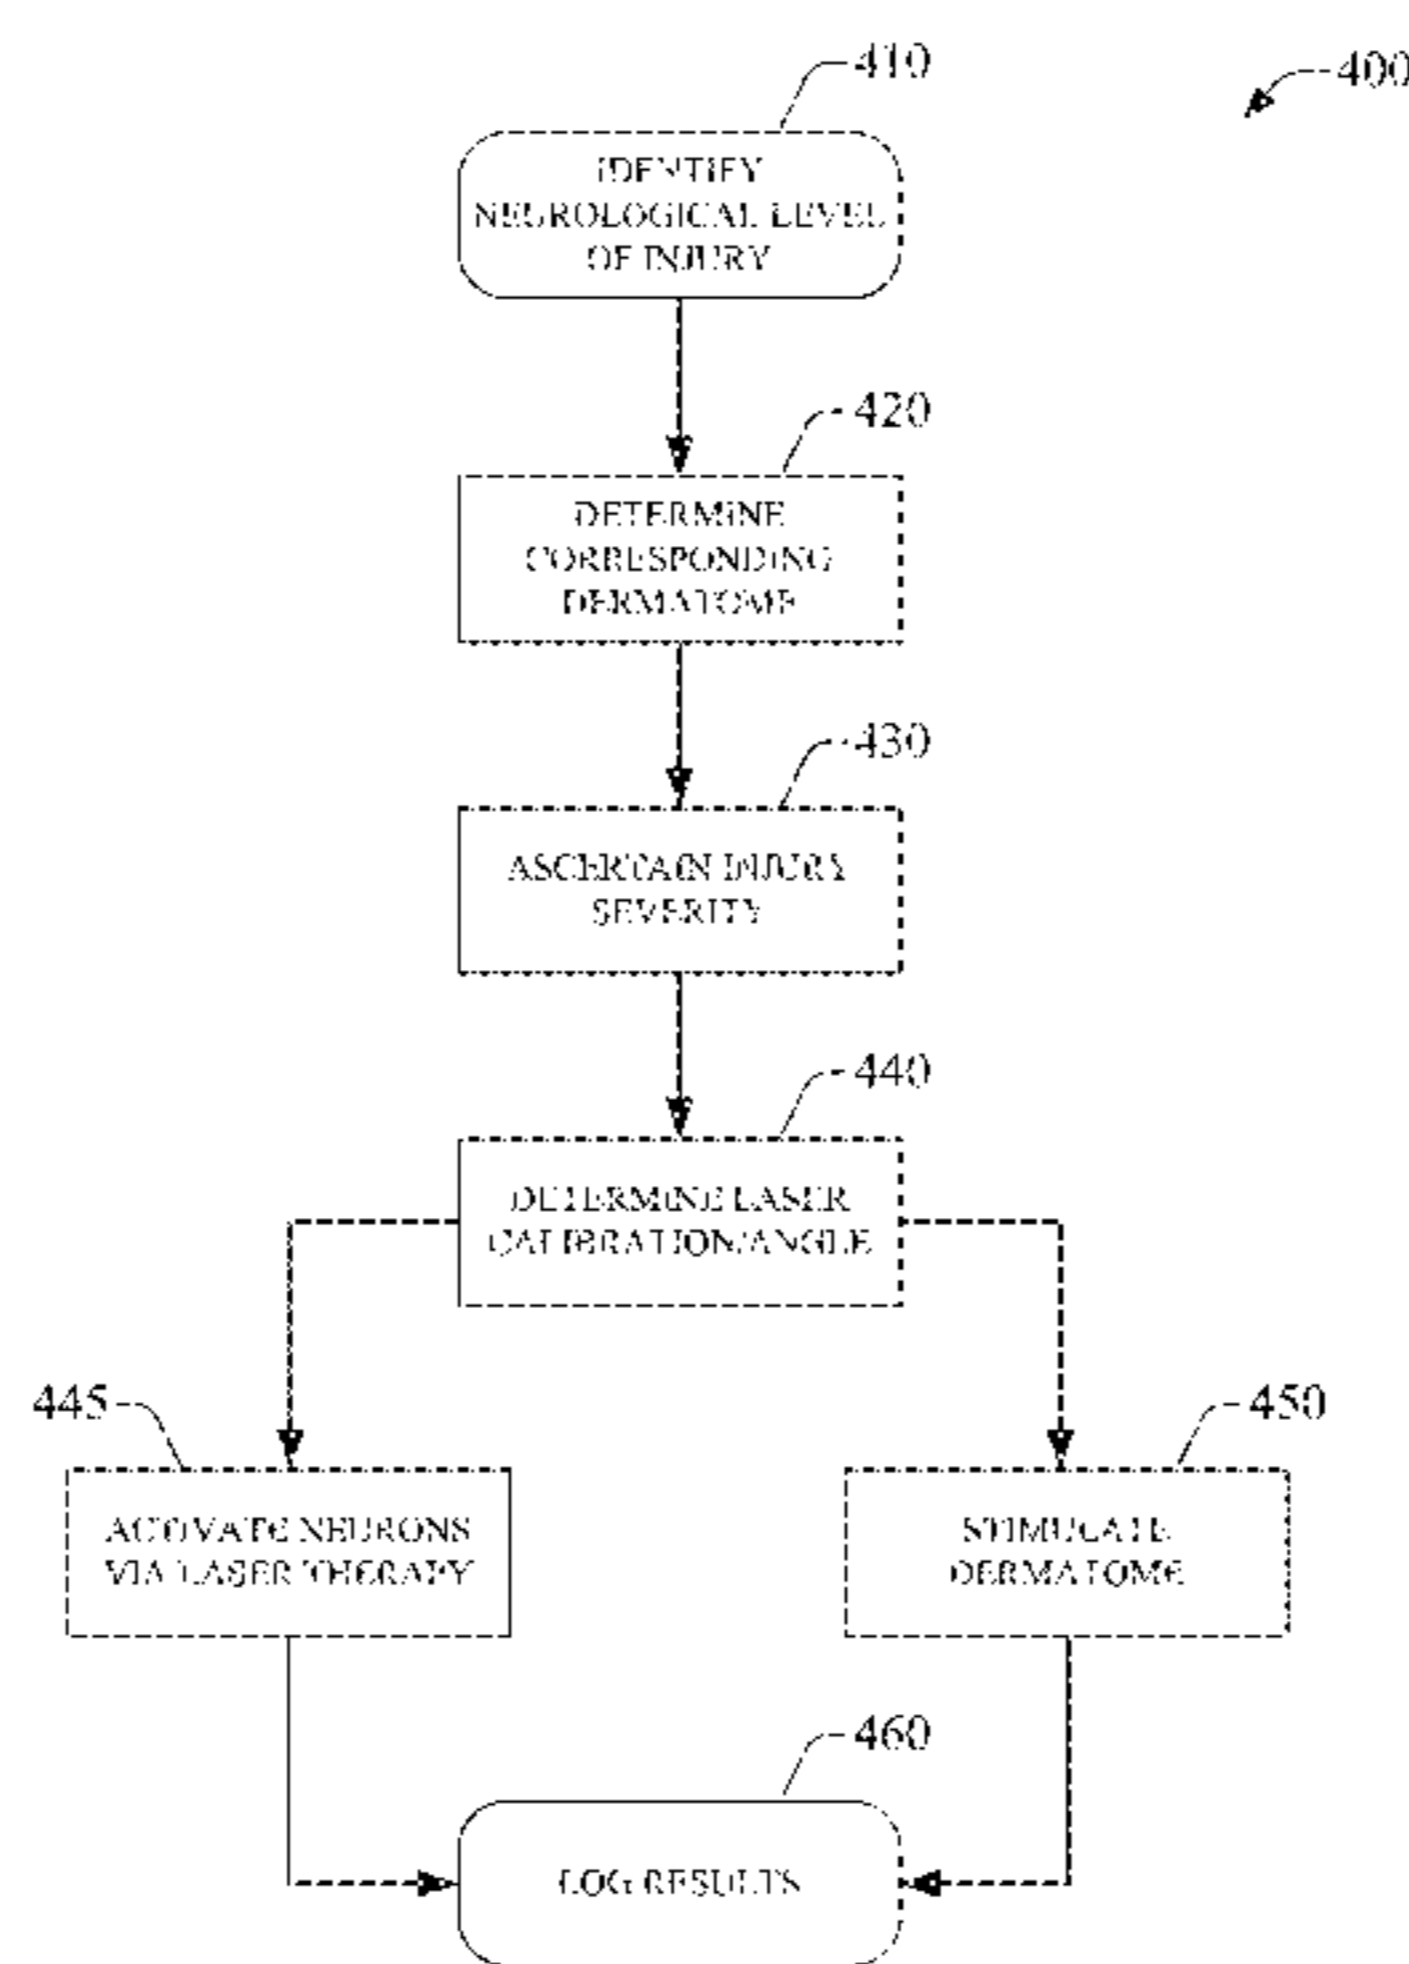 410
400
IDENTIFY
NEUROLOGICAL LEVEL
OF INJURY
420
DETERMINE
CORRESPONDING
DERMATOME
430
ASCERTAIN INJURY
SEVERITY
440
DETERMINE LASER
CALIBRATION/ANGLE
445
450
ACTIVATE NEURONS
VIA LASER THERAPY
STIMULATE
DERMATOME
460
LOG RESULTS